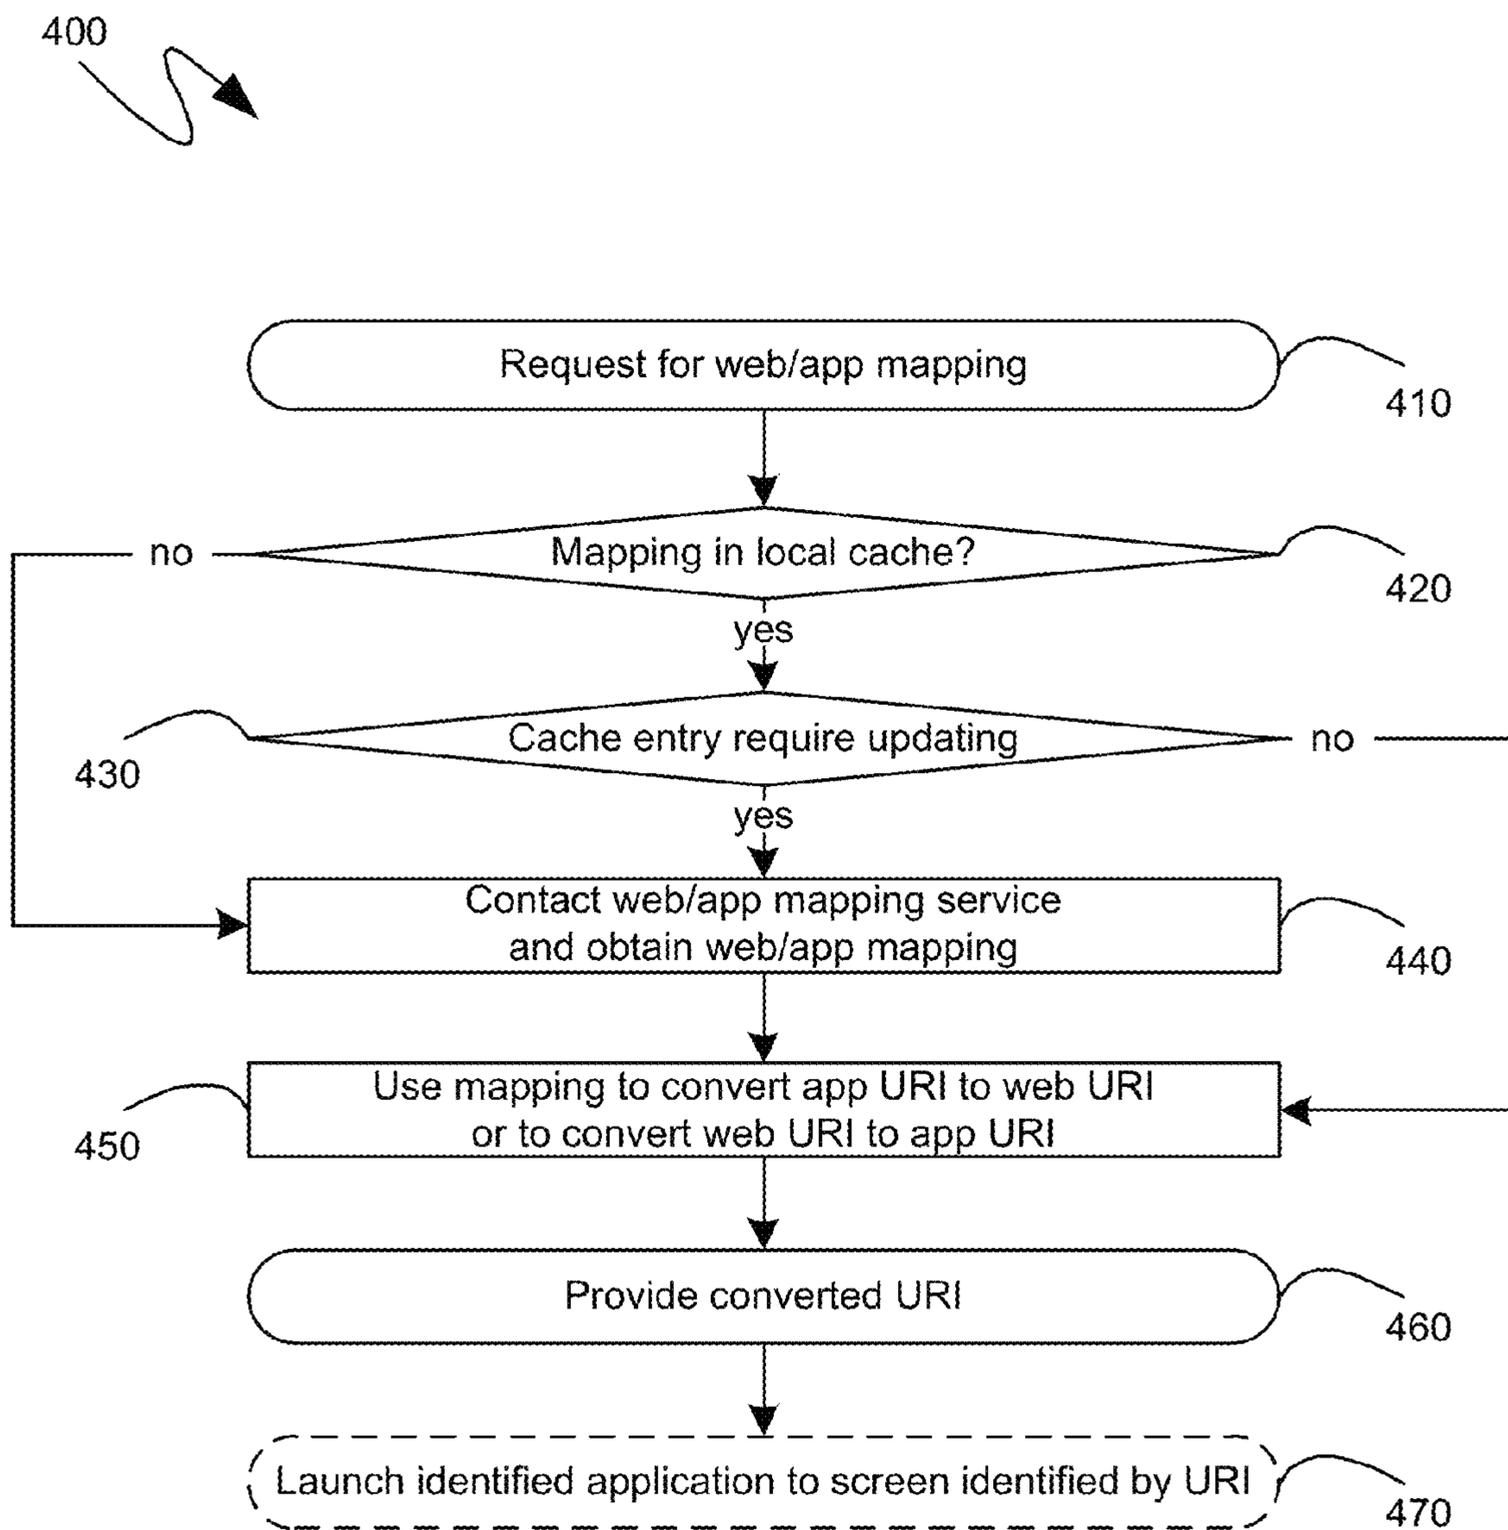 400
Request for web/app mapping
410
no
Mapping in local cache?
420
yes
430
Cache entry require updating
no
yes
Contact web/app mapping service
and obtain web/app mapping
440
450
Use mapping to convert app URI to web URI
or to convert web URI to app URI
Provide converted URI
460
Launch identified application to screen identified by URI
470